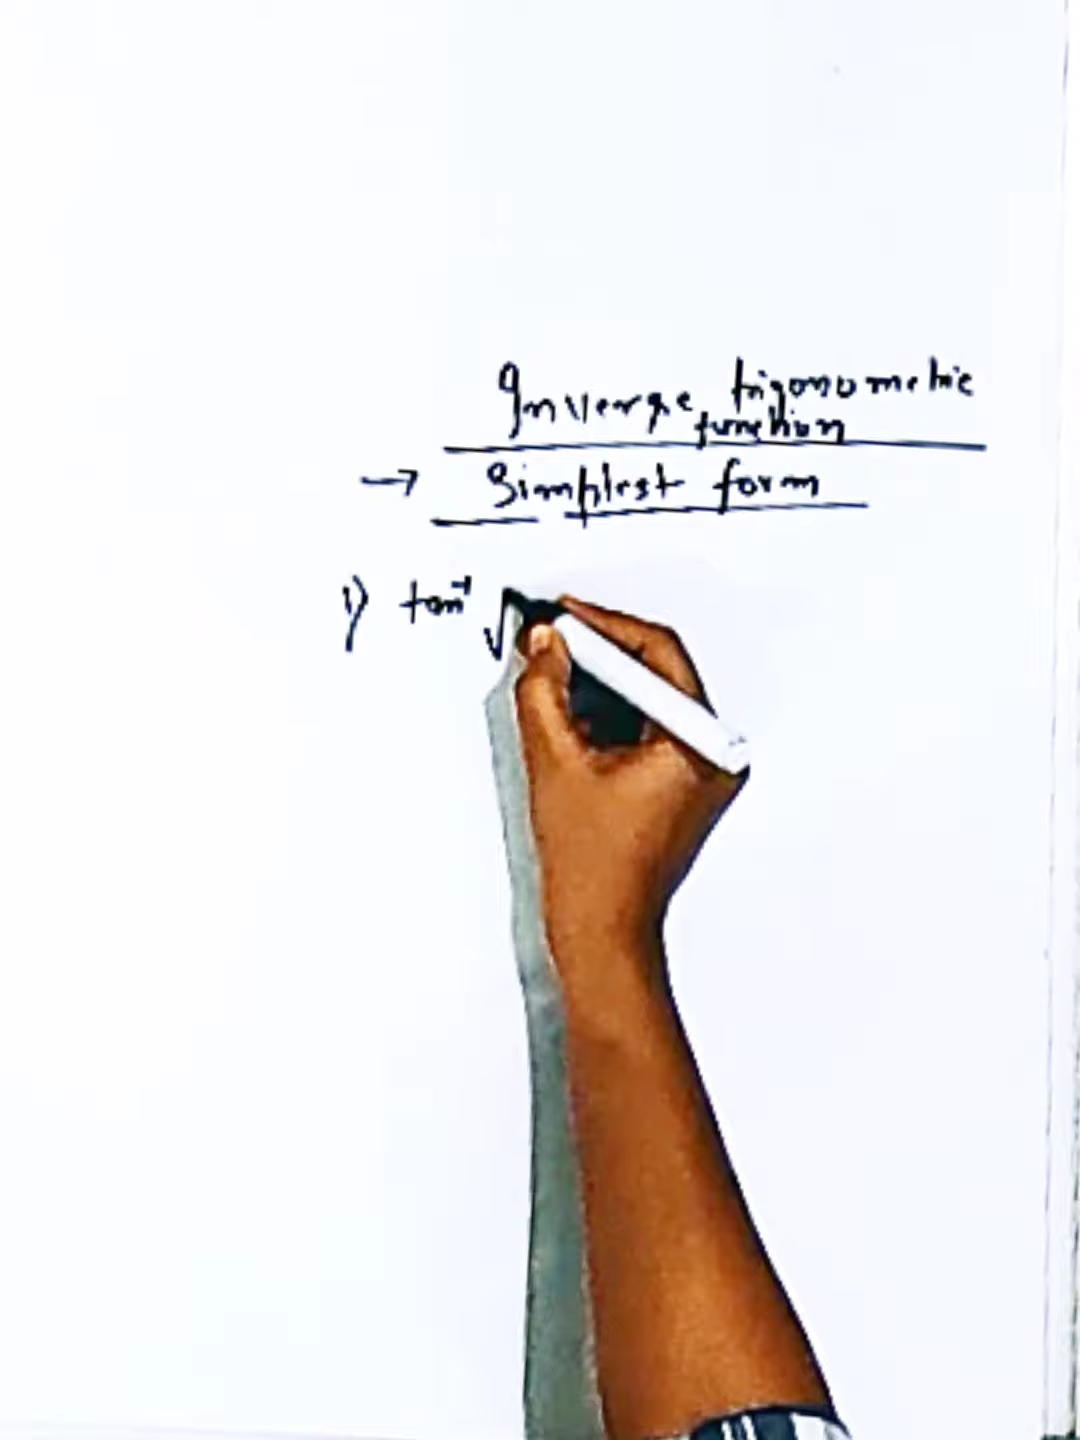 Inverse trigonometric
function
→ Simplest form
1) tan⁻¹ √